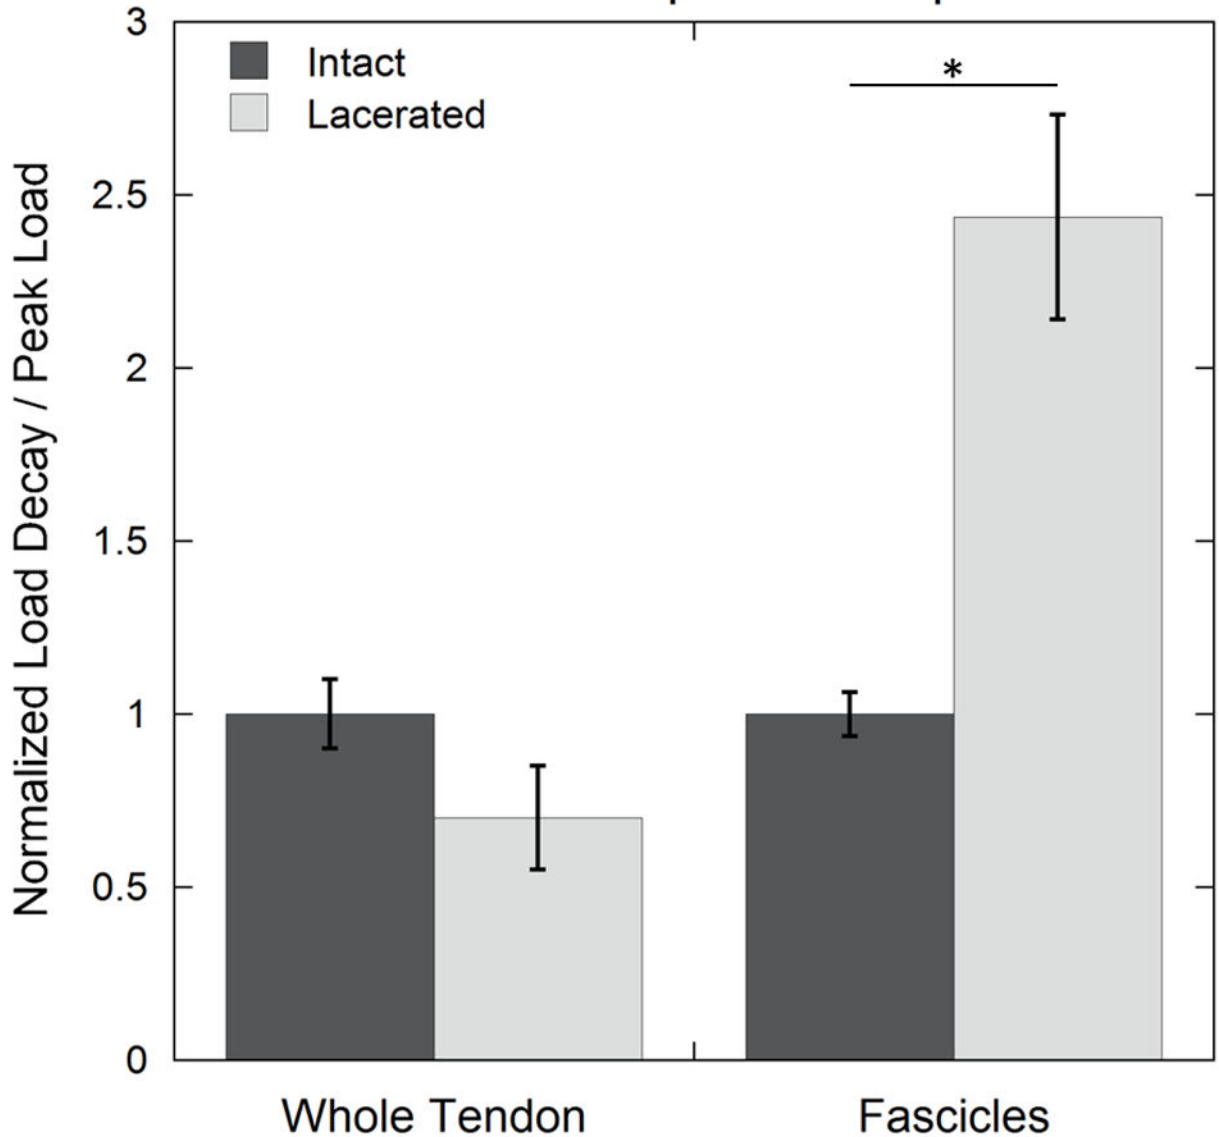 3
2.5
2
1.5
1
0.5
0
Normalized Load Decay / Peak Load
Intact
Lacerated
*
Whole Tendon
Fascicles